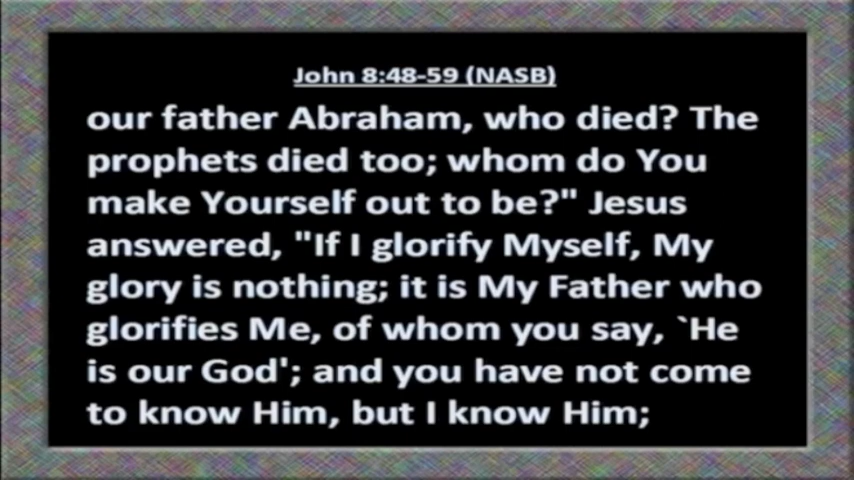 John 8:48-59 (NASB)
our father Abraham, who died? The
prophets died too; whom do You
make Yourself out to be?" Jesus
answered, "If I glorify Myself, My
glory is nothing; it is My Father who
glorifies Me, of whom you say, `He
is our God'; and you have not come
to know Him, but I know Him;